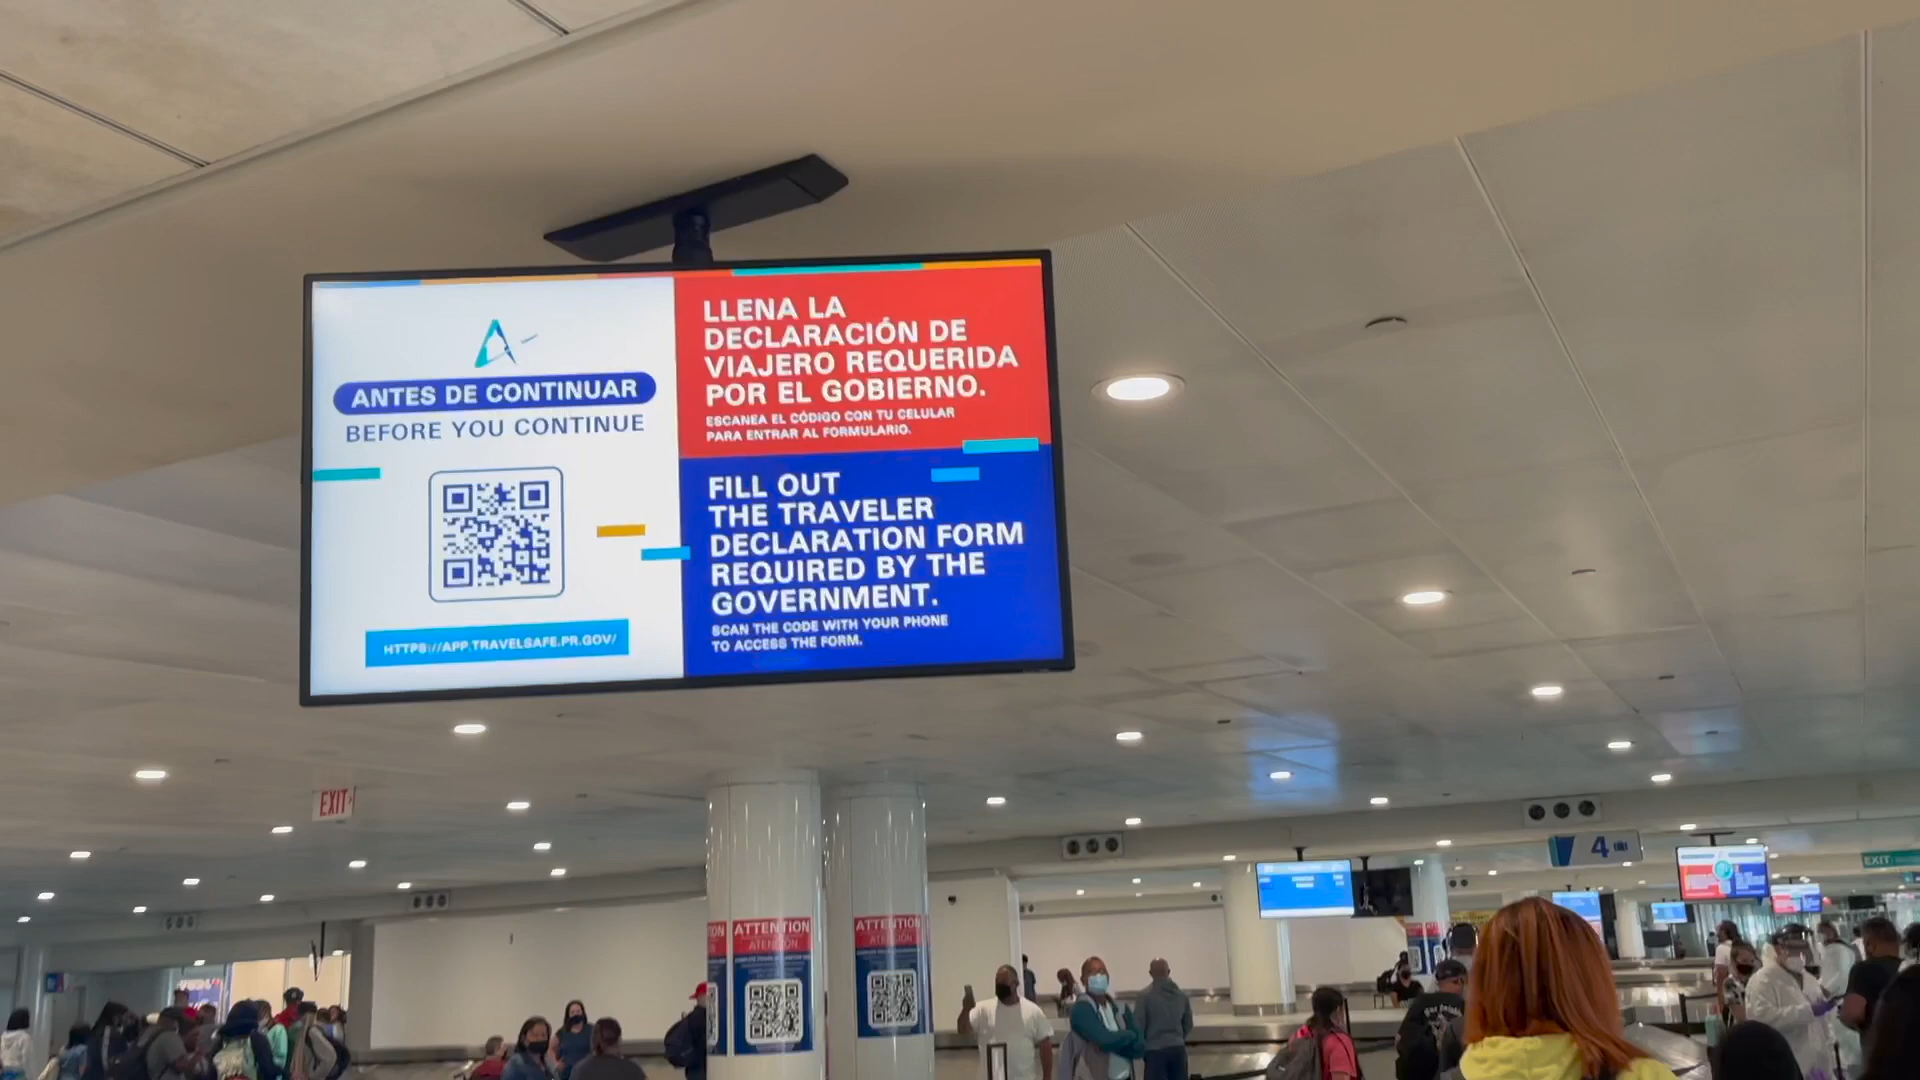 ANTES DE CONTINUAR
BEFORE YOU CONTINUE
HTTPS://APP.TRAVELSAFE.PR.GOV/
LLENA LA
DECLARACIÓN DE
VIAJERO REQUERIDA
POR EL GOBIERNO.
ESCANEA EL CÓDIGO CON TU CELULAR
PARA ENTRAR AL FORMULARIO.
FILL OUT
THE TRAVELER
DECLARATION FORM
REQUIRED BY THE
GOVERNMENT.
SCAN THE CODE WITH YOUR PHONE
TO ACCESS THE FORM.
EXIT
4
EXIT
ATTENTION
ATENCIÓN
ATTENTION
ATENCIÓN